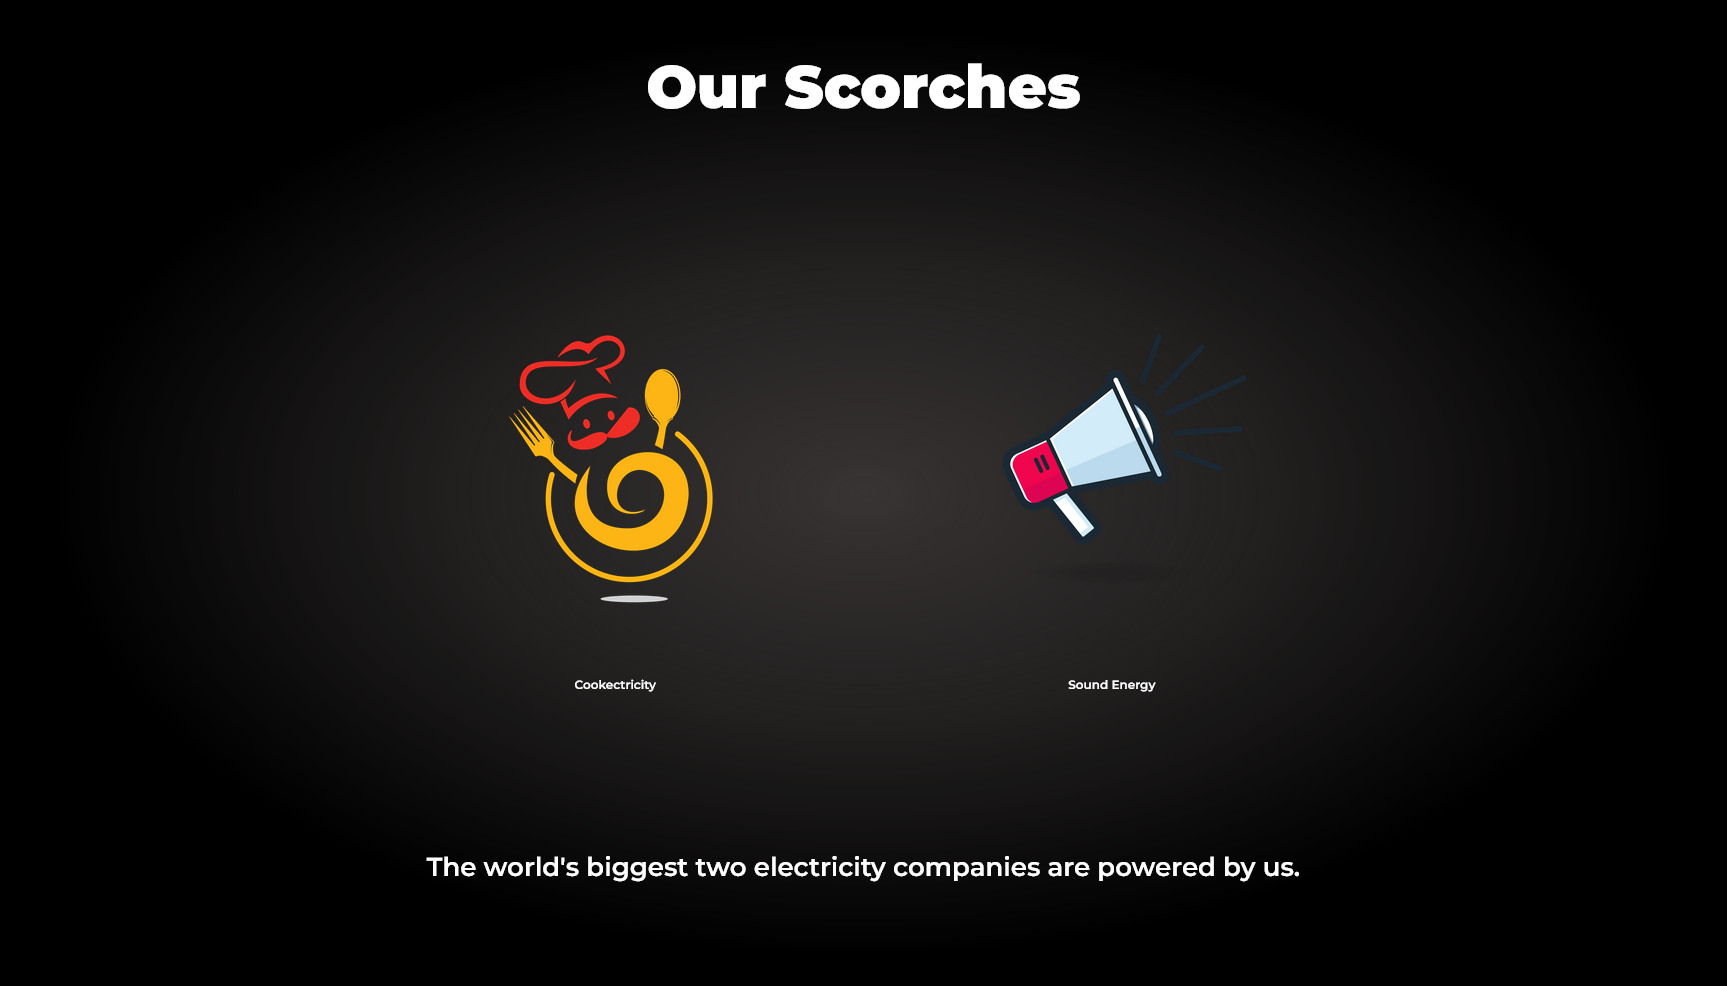 Our Scorches
Cookectricity
Sound Energy
The world's biggest two electricity companies are powered by us.